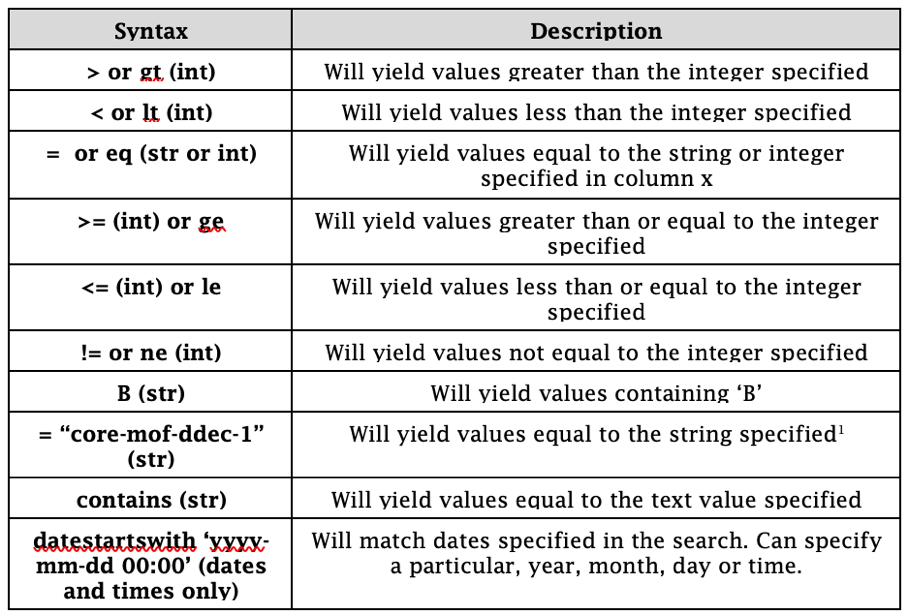 Syntax Description
> or gt (int) Will yield values greater than the integer specified
< or lt (int) Will yield values less than the integer specified
=  or eq (str or int) Will yield values equal to the string or integer
specified in column x
>= (int) or ge Will yield values greater than or equal to the integer
specified
<= (int) or le Will yield values less than or equal to the integer
specified
!= or ne (int) Will yield values not equal to the integer specified
B (str) Will yield values containing ‘B’
= “core-mof-ddec-1” Will yield values equal to the string specified¹
(str)
contains (str) Will yield values equal to the text value specified
datestartswith ‘yyyy- Will match dates specified in the search. Can specify
mm-dd 00:00’ (dates a particular, year, month, day or time.
and times only)